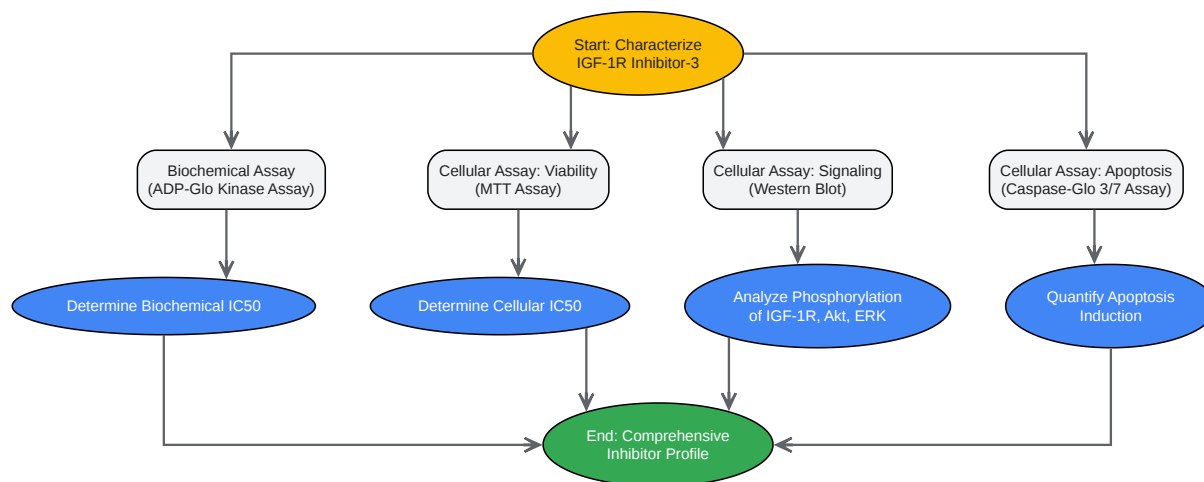 Start: Characterize
IGF-1R Inhibitor-3
Biochemical Assay
(ADP-Glo Kinase Assay)
Cellular Assay: Viability
(MTT Assay)
Cellular Assay: Signaling
(Western Blot)
Cellular Assay: Apoptosis
(Caspase-Glo 3/7 Assay)
Determine Biochemical IC50
Determine Cellular IC50
Analyze Phosphorylation
of IGF-1R, Akt, ERK
Quantify Apoptosis
Induction
End: Comprehensive
Inhibitor Profile